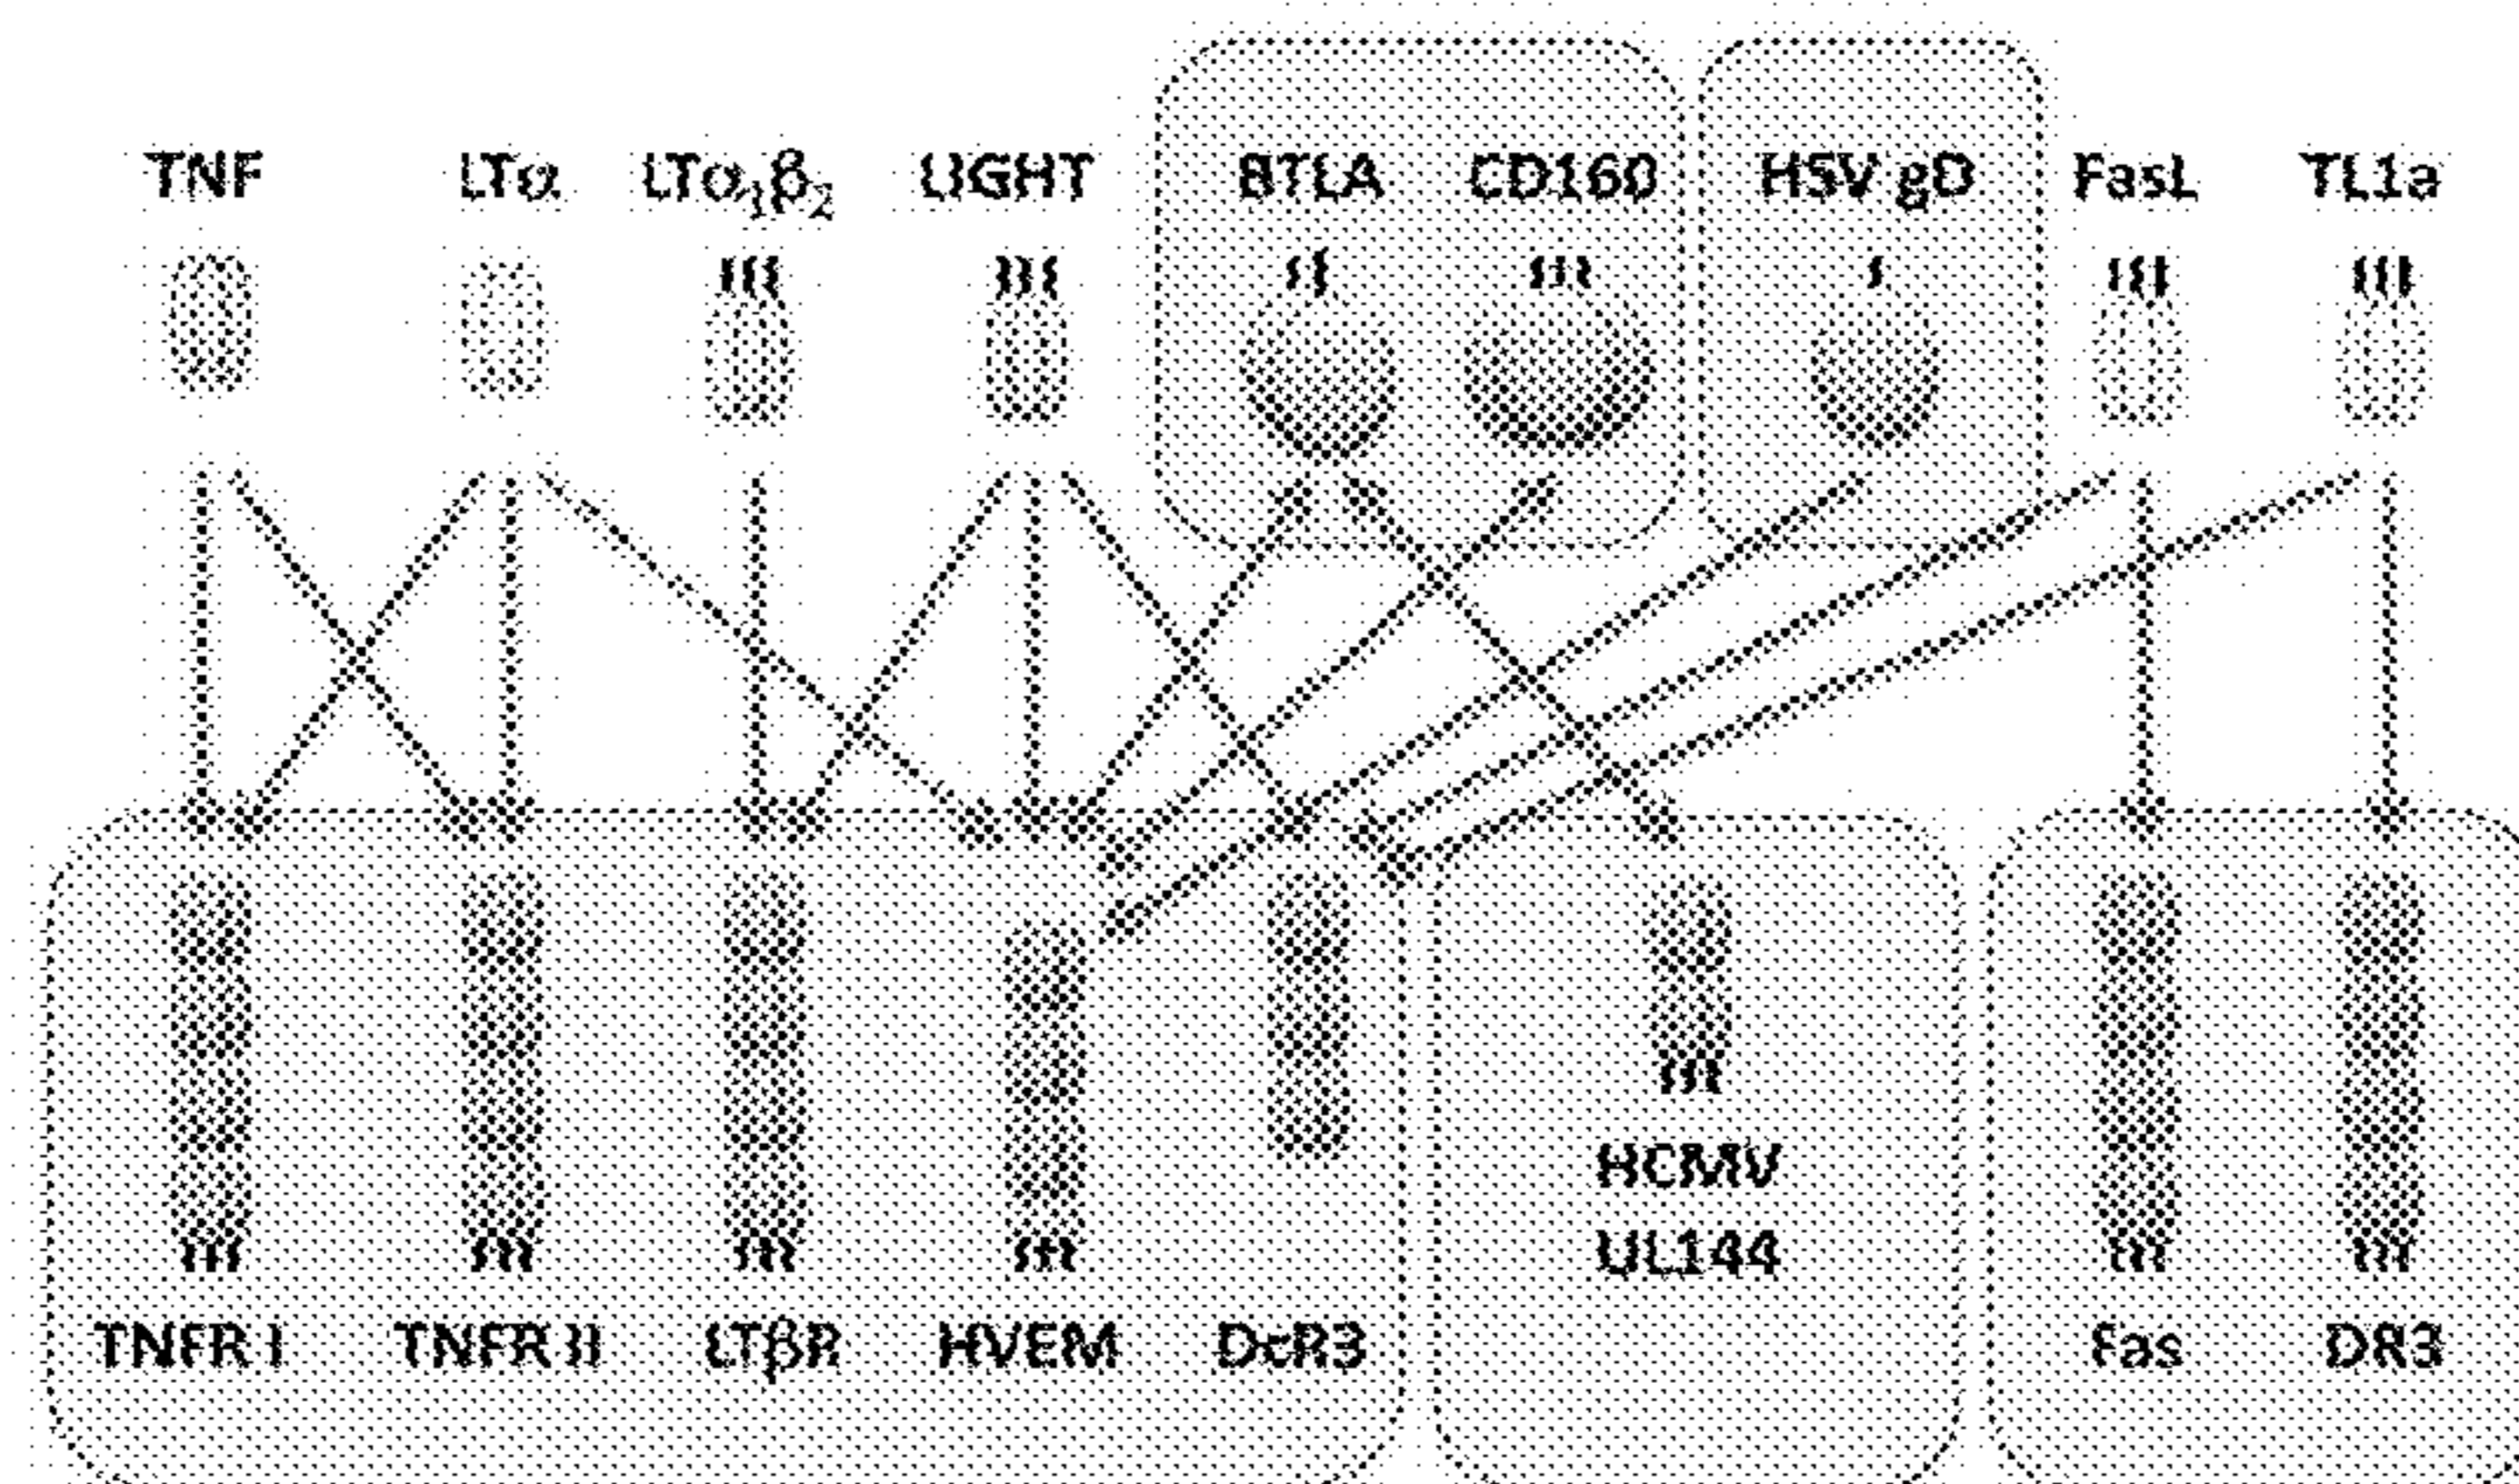 TNF LTα LTα1β2 LIGHT BTLA CD160 HSV gD FasL TL1a
HCMV
UL144
TNFR I TNFR II LTβR HVEM DcR3 Fas DR3